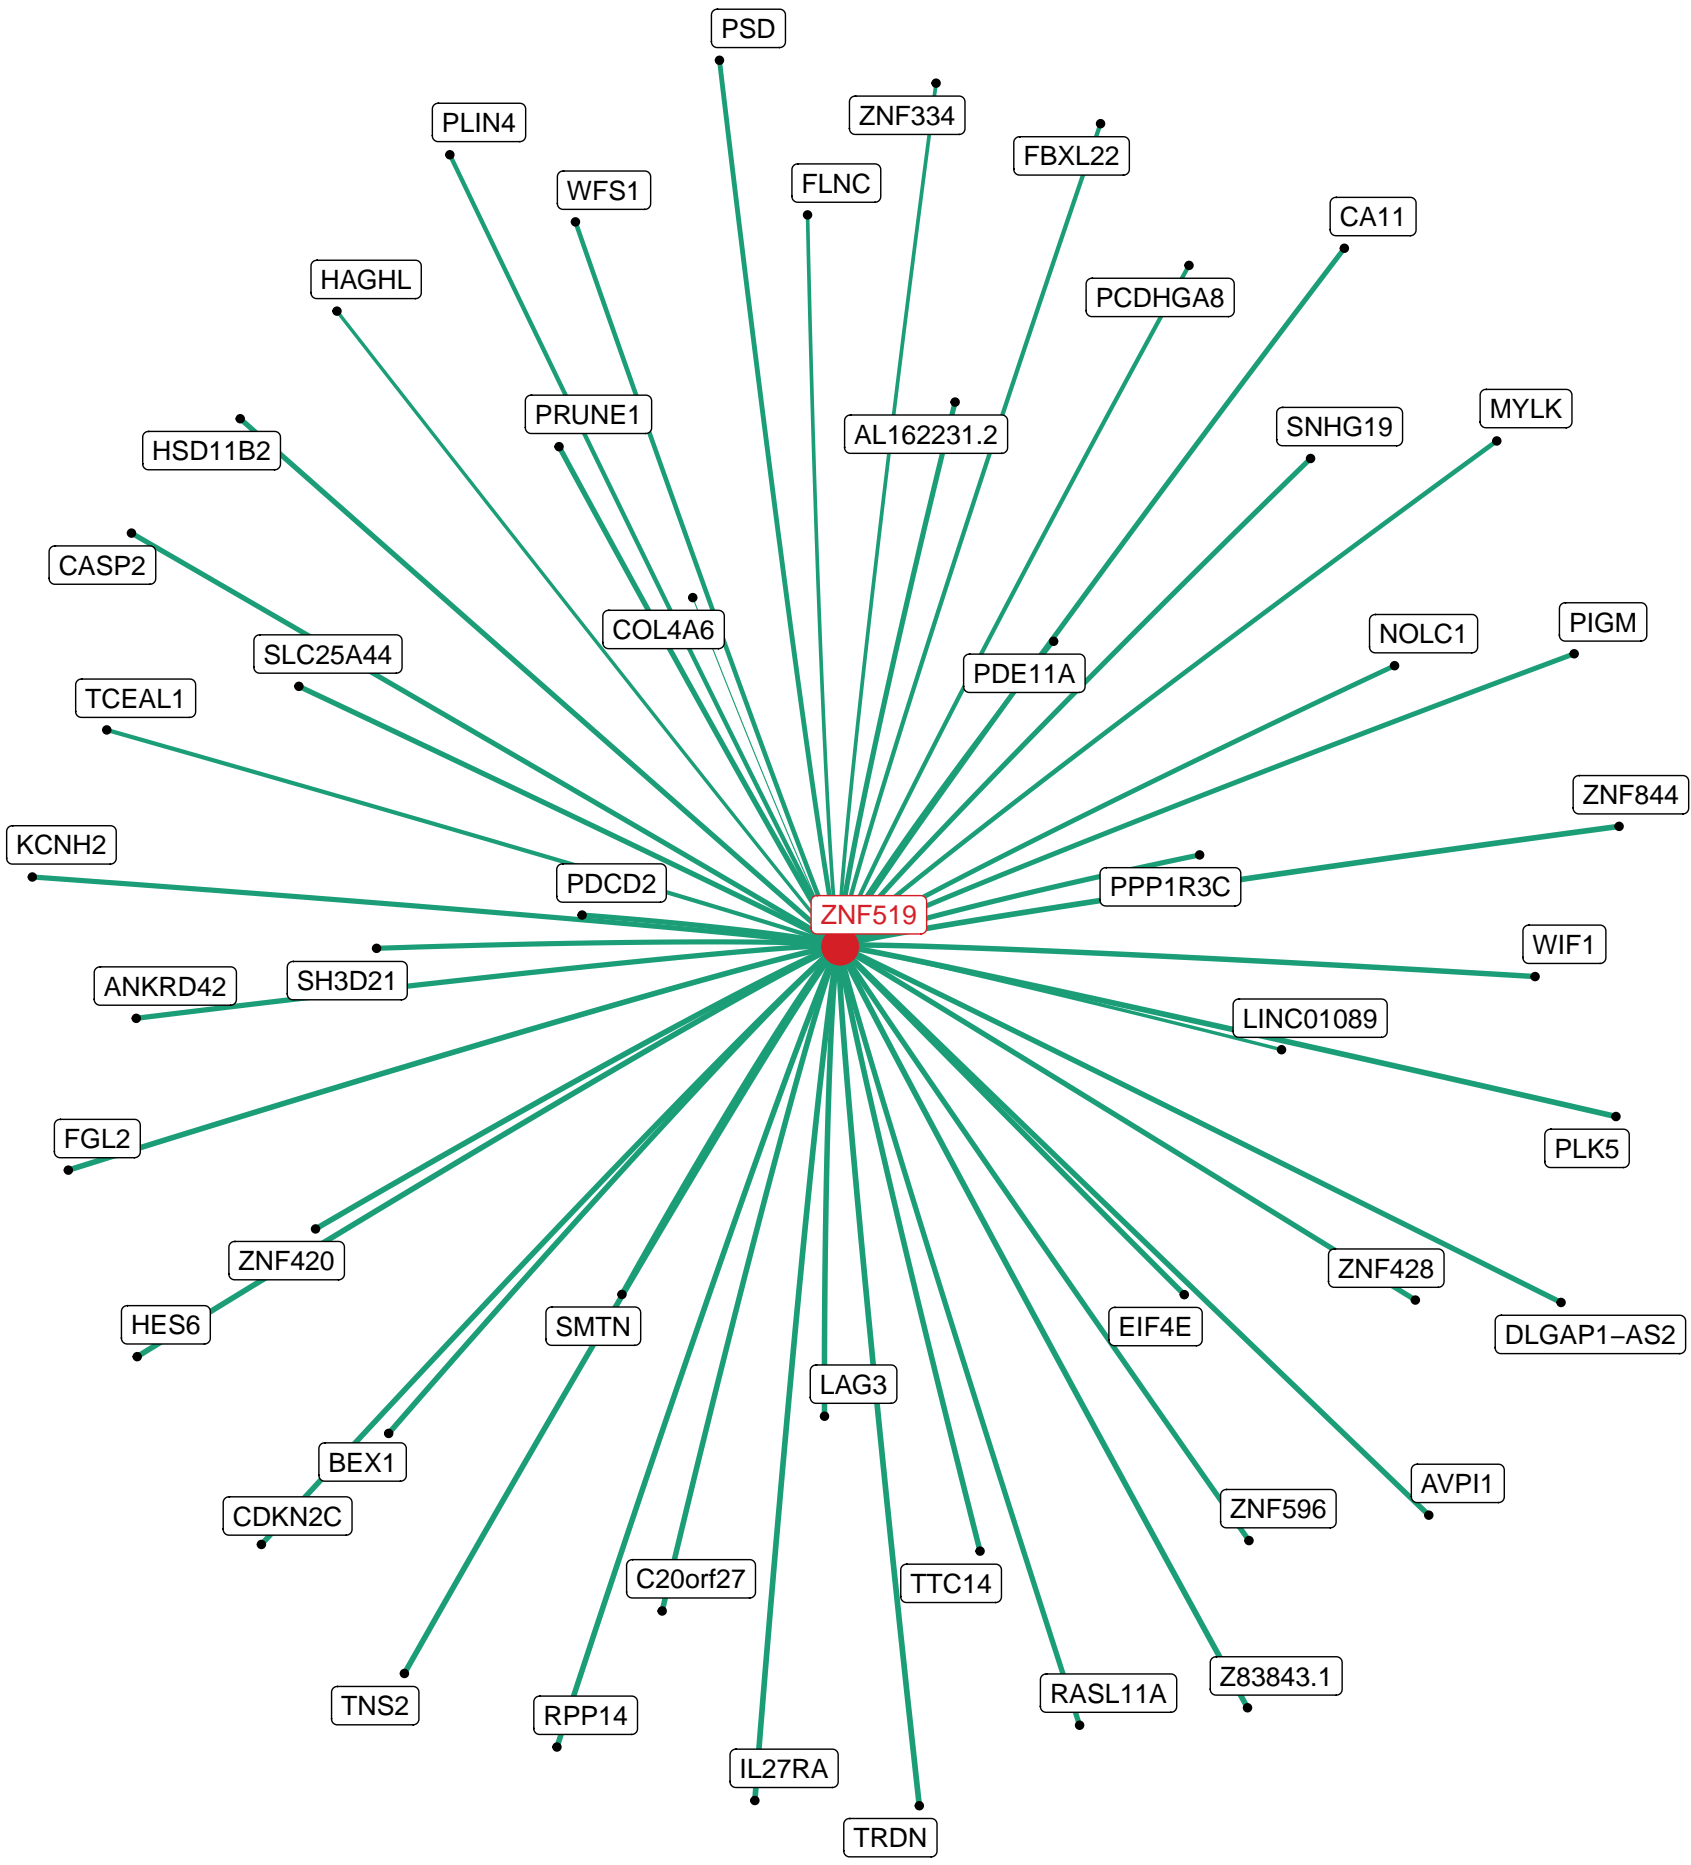 PSD
ZNF334
PLIN4
FBXL22
FLNC
WFS1
CA11
HAGHL
PCDHGA8
MYLK
PRUNE1
SNHG19
AL162231.2
HSD11B2
CASP2
PIGM
COL4A6
NOLC1
SLC25A44
PDE11A
TCEAL1
ZNF844
KCNH2
PDCD2
PPP1R3C
ZNF519
WIF1
SH3D21
ANKRD42
LINC01089
FGL2
PLK5
ZNF420
ZNF428
HES6
SMTN
EIF4E
DLGAP1−AS2
LAG3
BEX1
AVPI1
ZNF596
CDKN2C
C20orf27
TTC14
Z83843.1
RASL11A
TNS2
RPP14
IL27RA
TRDN